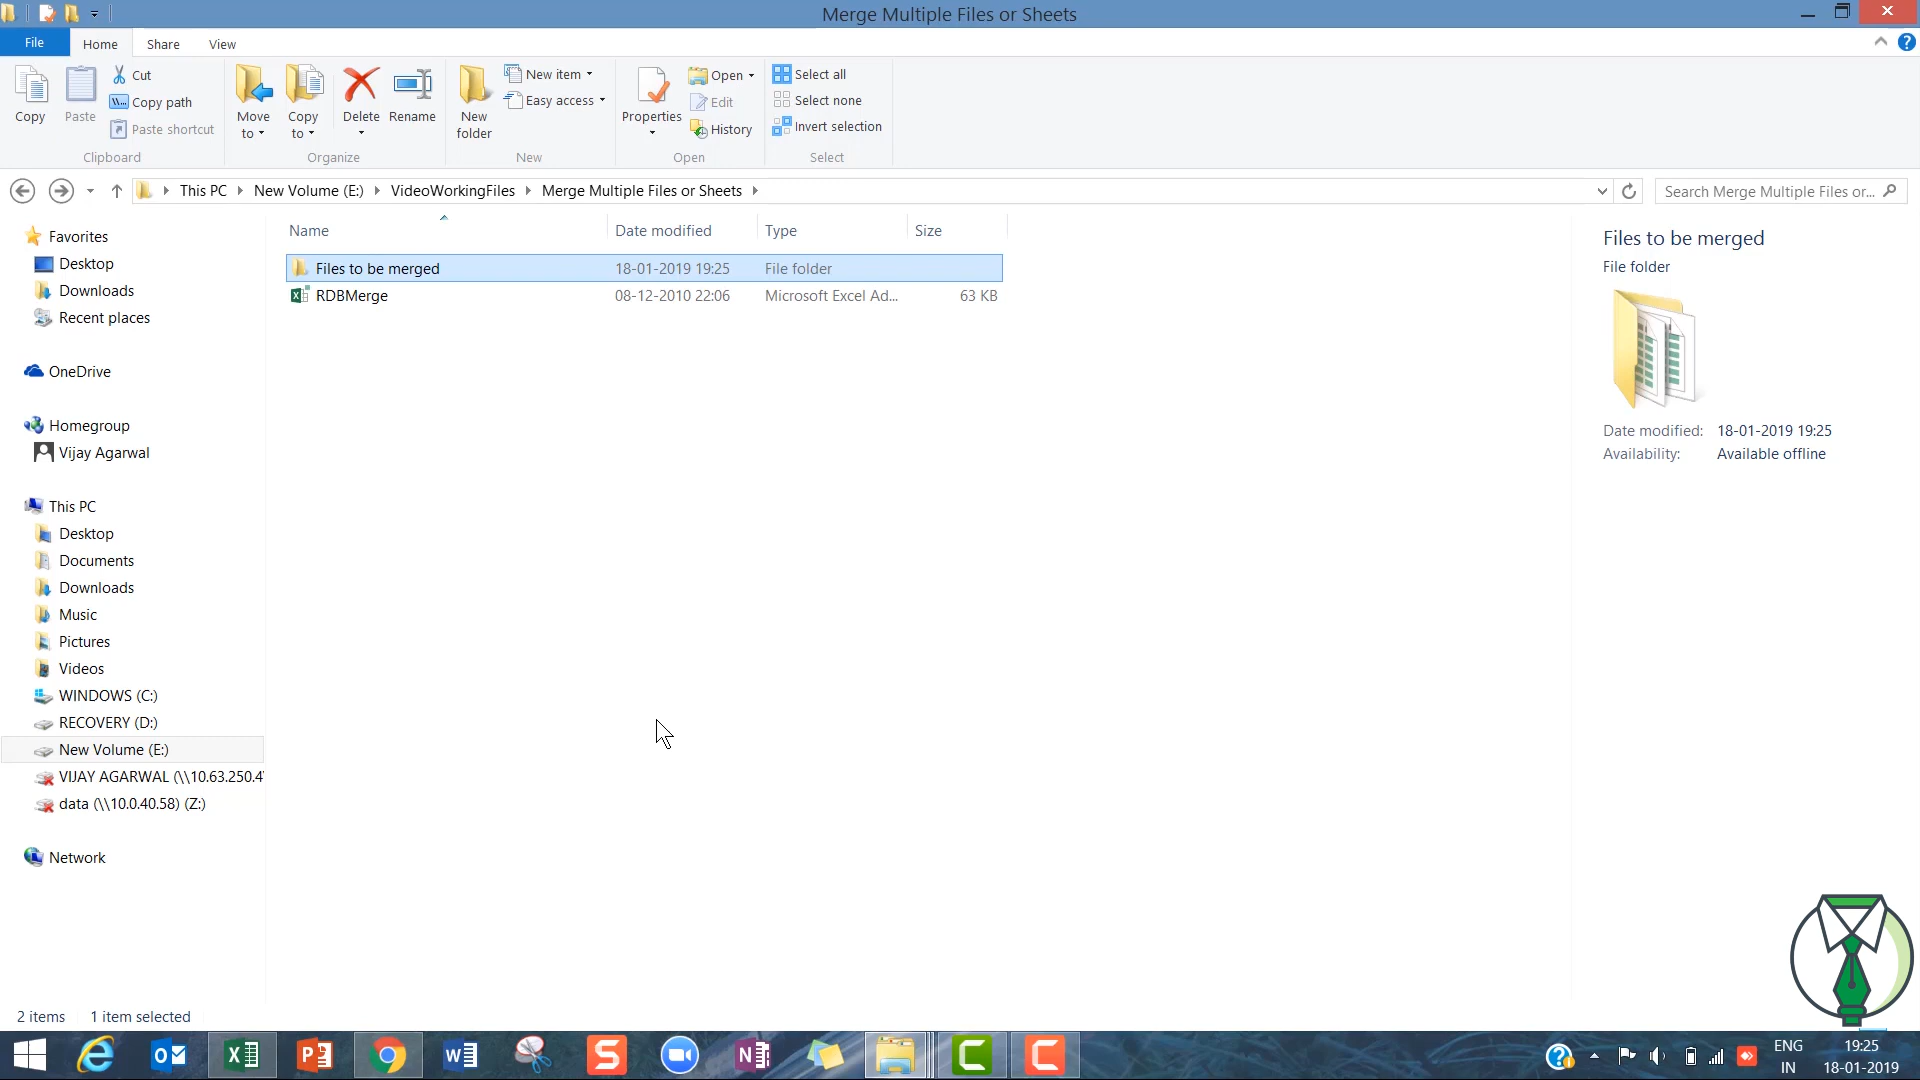 Merge Multiple Files or Sheets
File Home Share View
Copy
Paste
Cut
Copy path
Paste shortcut
Clipboard
Move to
Copy to
Delete
Rename
Organize
New folder
New item
Easy access
New
Properties
Open
Edit
History
Open
Select all
Select none
Invert selection
Select
This PC New Volume (E:) VideoWorkingFiles Merge Multiple Files or Sheets
Search Merge Multiple Files or...
Favorites
Desktop
Downloads
Recent places
OneDrive
Homegroup
Vijay Agarwal
This PC
Desktop
Documents
Downloads
Music
Pictures
Videos
WINDOWS (C:)
RECOVERY (D:)
New Volume (E:)
VIJAY AGARWAL (\\10.63.250.4
data (\\10.0.40.58) (Z:)
Network
Name Date modified Type Size
Files to be merged 18-01-2019 19:25 File folder
RDBMerge 08-12-2010 22:06 Microsoft Excel Ad... 63 KB
Files to be merged
File folder
Date modified: 18-01-2019 19:25
Availability: Available offline
2 items 1 item selected
ENG
IN
19:25
18-01-2019